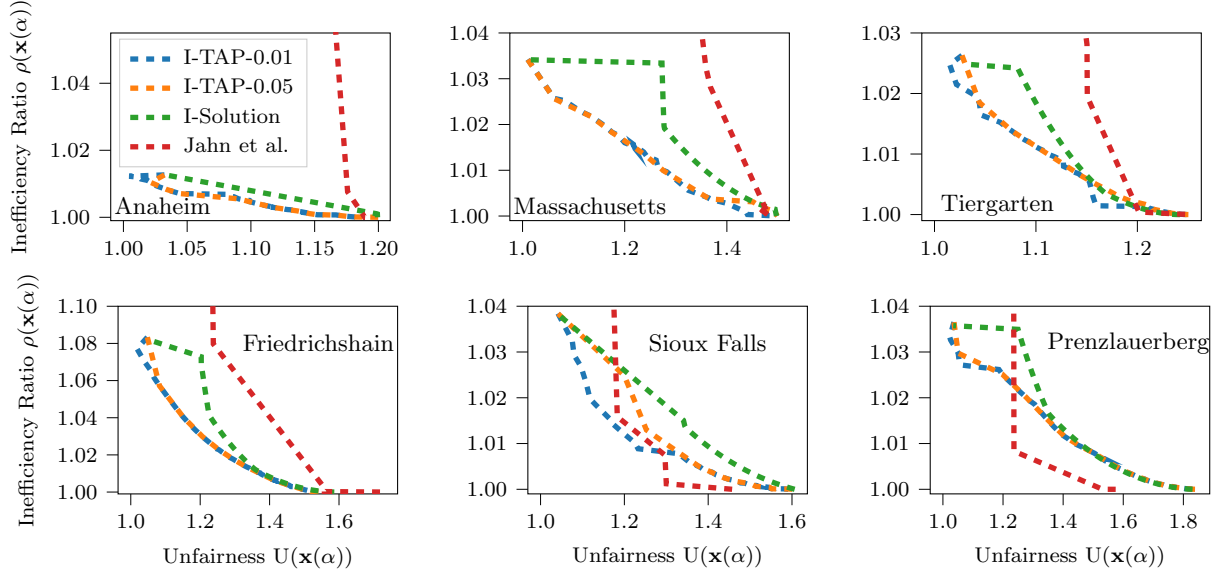 Inefficiency Ratio ρ(𝐱(α))
1.04
1.02
1.00
I-TAP-0.01
I-TAP-0.05
I-Solution
Jahn et al.
Anaheim
1.00 1.05 1.10 1.15 1.20
1.04
1.03
1.02
1.01
1.00
Massachusetts
1.2 1.4
1.03
1.02
1.01
1.00
Tiergarten
1.0 1.1 1.2
Inefficiency Ratio ρ(𝐱(α))
1.10
1.08
1.06
1.04
1.02
1.00
Friedrichshain
1.0 1.2 1.4 1.6
Unfairness U(𝐱(α))
1.04
1.03
1.02
1.01
1.00
Sioux Falls
1.0 1.2 1.4 1.6
Unfairness U(𝐱(α))
1.04
1.02
1.00
Prenzlauerberg
1.0 1.2 1.4 1.6 1.8
Unfairness U(𝐱(α))